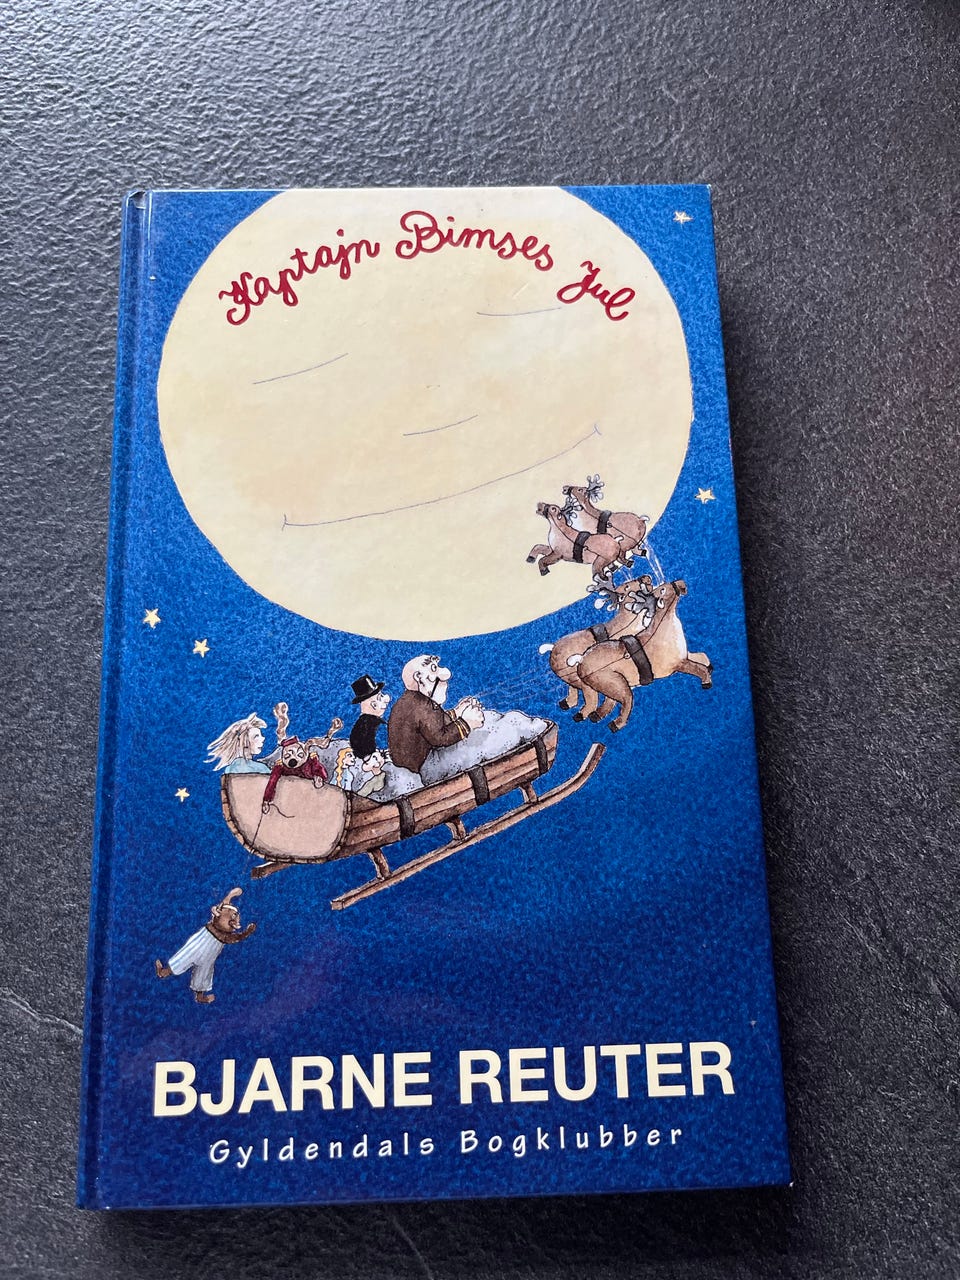 Kaptajn Bimses Jul
BJARNE REUTER
Gyldendals Bogklubber